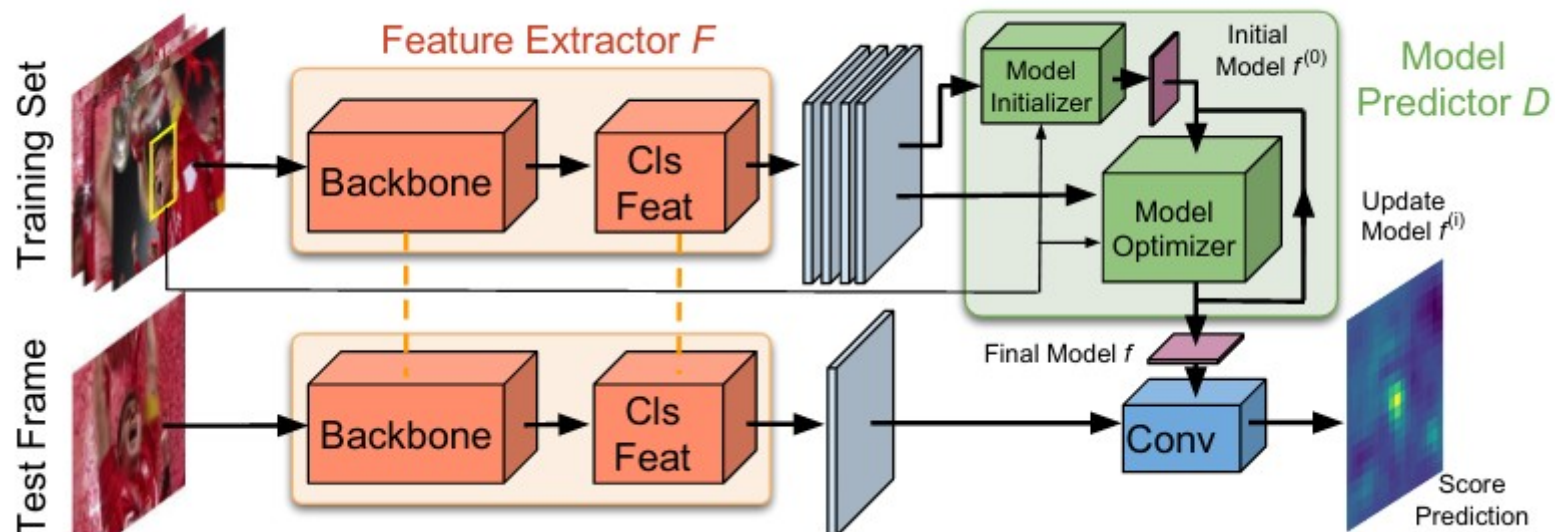 Training Set
Feature Extractor F
Backbone
Cls
Feat
Model
Initializer
Initial
Model f⁽⁰⁾
Model
Predictor D
Model
Optimizer
Update
Model f⁽ⁱ⁾
Test Frame
Backbone
Cls
Feat
Final Model f
Conv
Score
Prediction